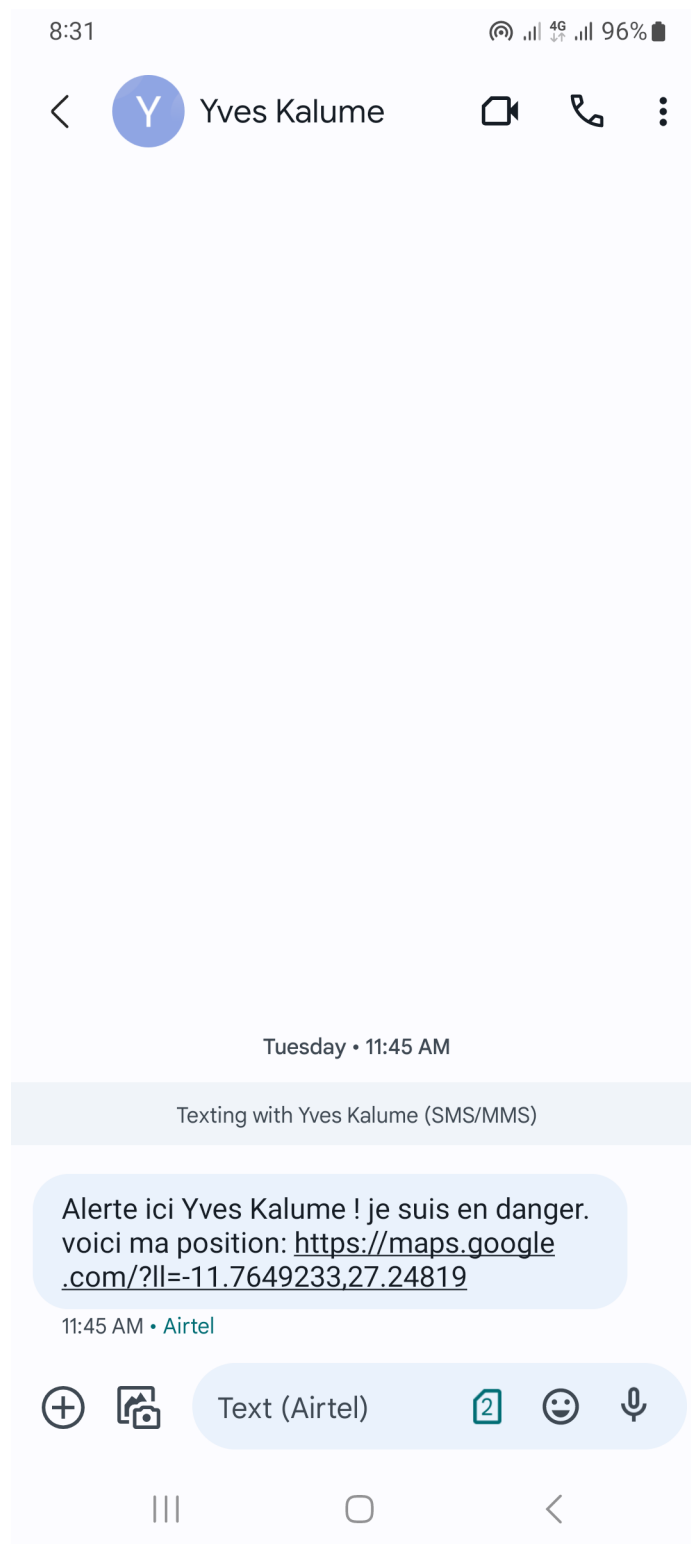 8:31 4G 96%
Y Yves Kalume
Tuesday • 11:45 AM
Texting with Yves Kalume (SMS/MMS)
Alerte ici Yves Kalume ! je suis en danger.
voici ma position: https://maps.google
.com/?ll=-11.7649233,27.24819
11:45 AM • Airtel
Text (Airtel) 2